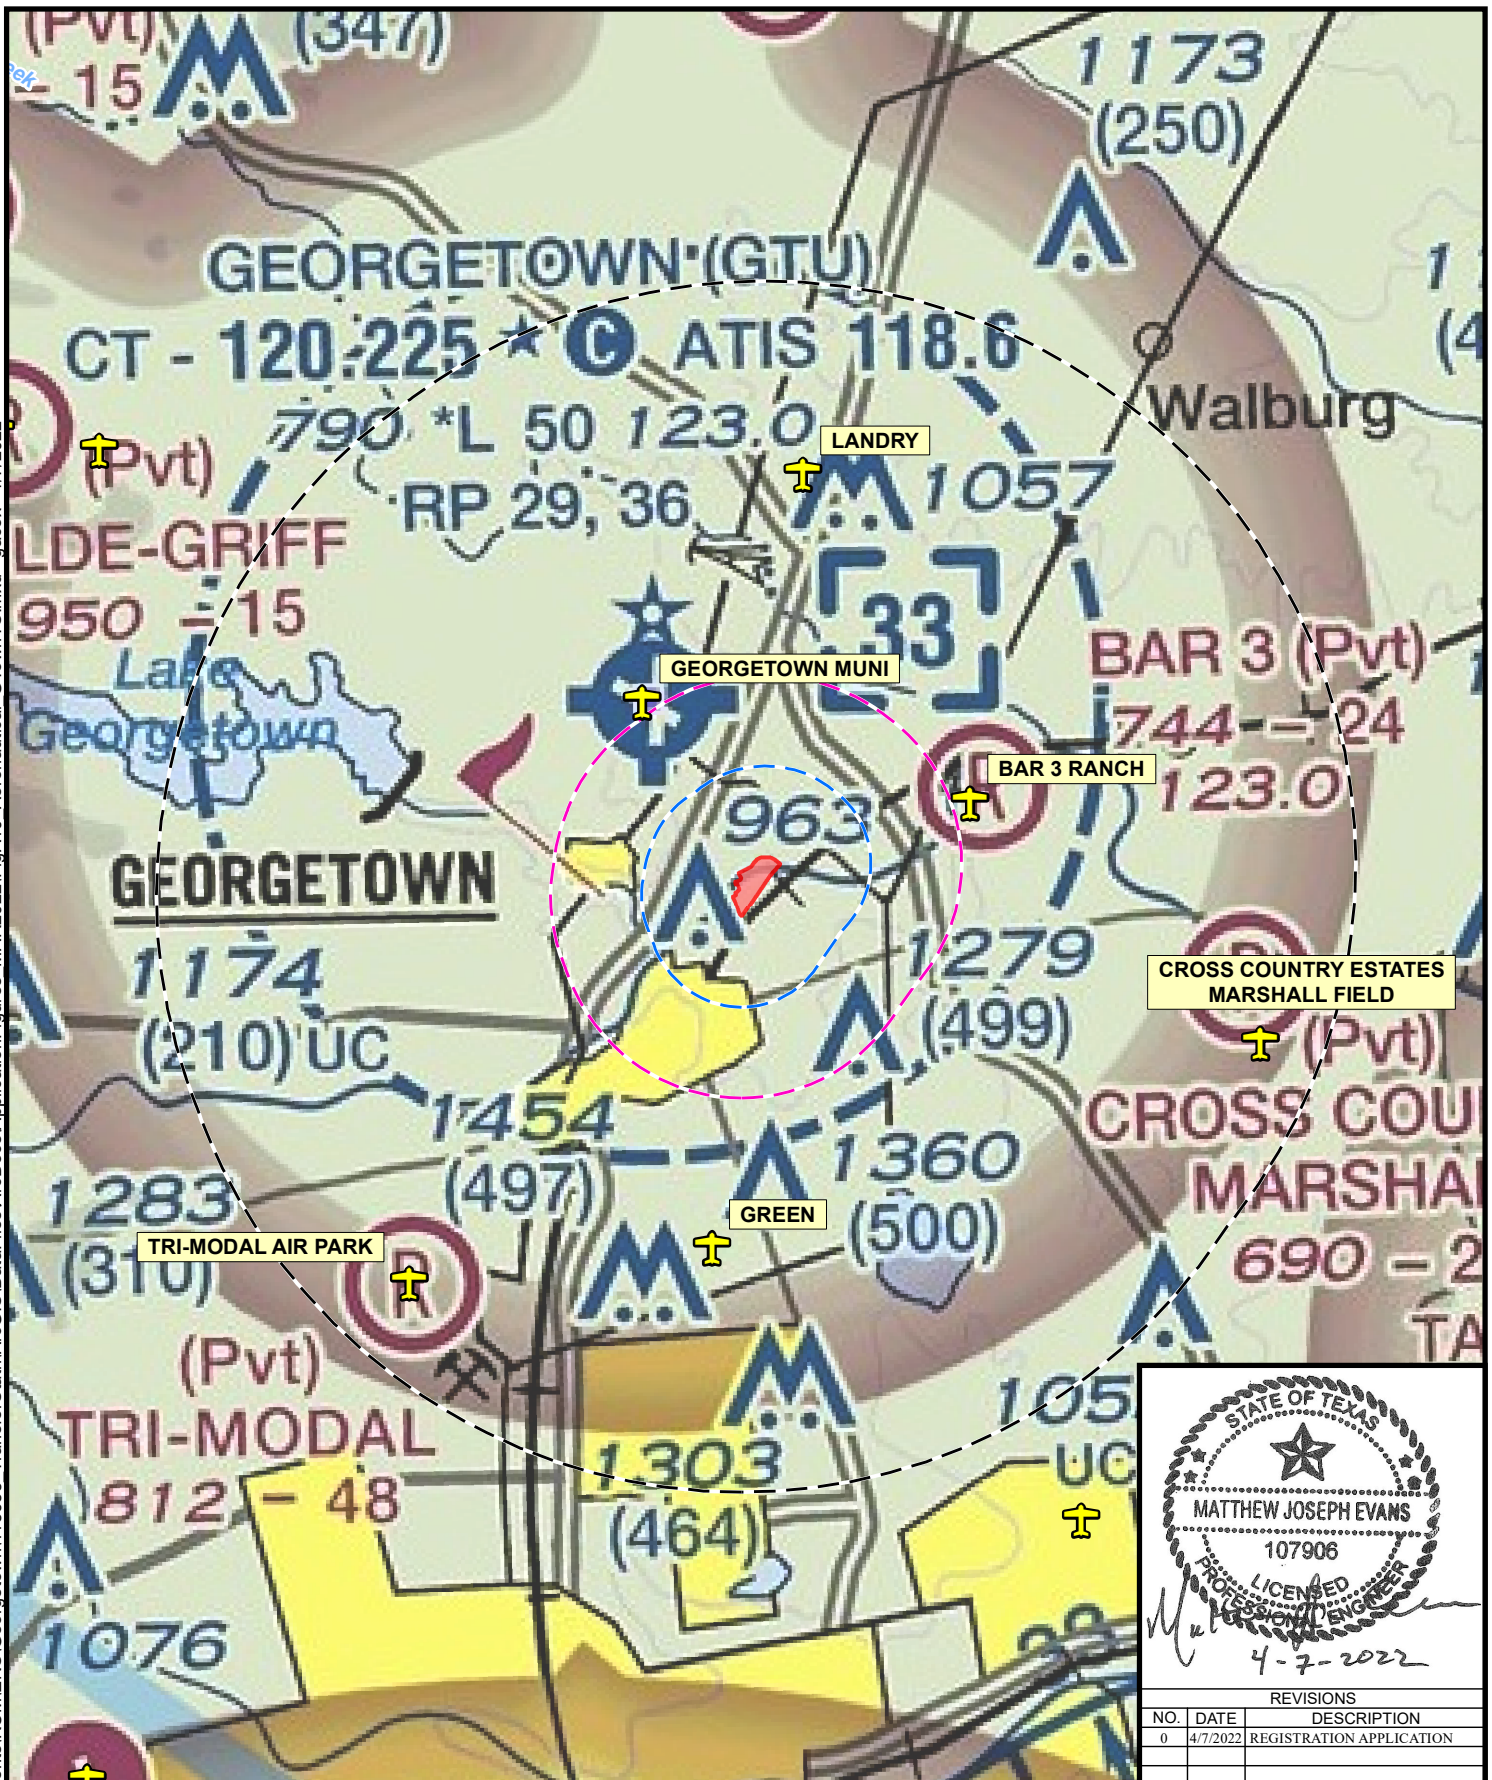 (Pvt)
- 15
(347)
1173
(250)
eek
GEORGETOWN (GTU)
CT - 120.225 ★ C ATIS 118.6
790 *L 50 123.0
RP 29, 36
LANDRY
1057
Walburg
(Pvt)
LDE-GRIFF
950 - 15
Lake
Georgetown
33
GEORGETOWN MUNI
BAR 3 (Pvt)
744 - 24
123.0
BAR 3 RANCH
R
963
GEORGETOWN
1174
(210) UC
1279
(499)
CROSS COUNTRY ESTATES
MARSHALL FIELD
(Pvt)
CROSS COU
MARSHA
690 - 2
TA
1454
(497)
1360
(500)
GREEN
1283
(310)
TRI-MODAL AIR PARK
R
(Pvt)
TRI-MODAL
812 - 48
1303
(464)
105
UC
1076
STATE OF TEXAS
MATTHEW JOSEPH EVANS
107906
LICENSED
PROFESSIONAL ENGINEER
4-7-2022
REVISIONS
NO. DATE DESCRIPTION
0 4/7/2022 REGISTRATION APPLICATION